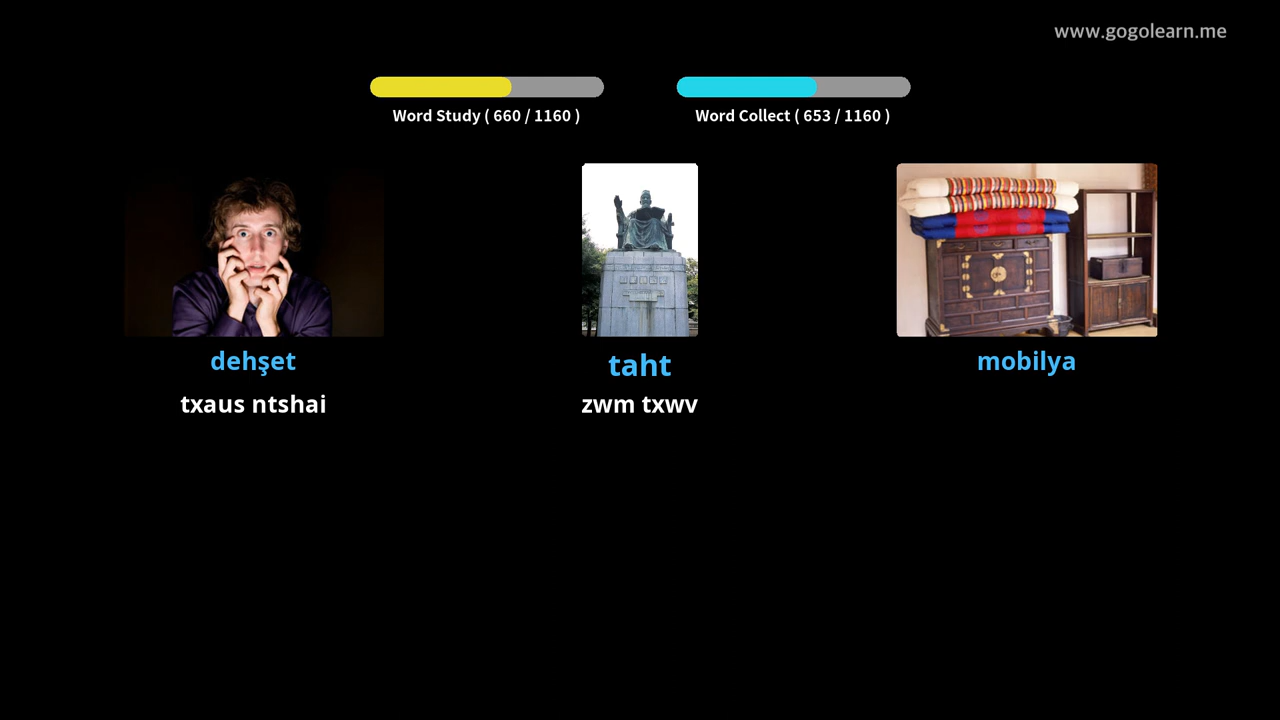 www.gogolearn.me
Word Study ( 660 / 1160 )
Word Collect ( 653 / 1160 )
dehşet
taht
mobilya
txaus ntshai
zwm txwv